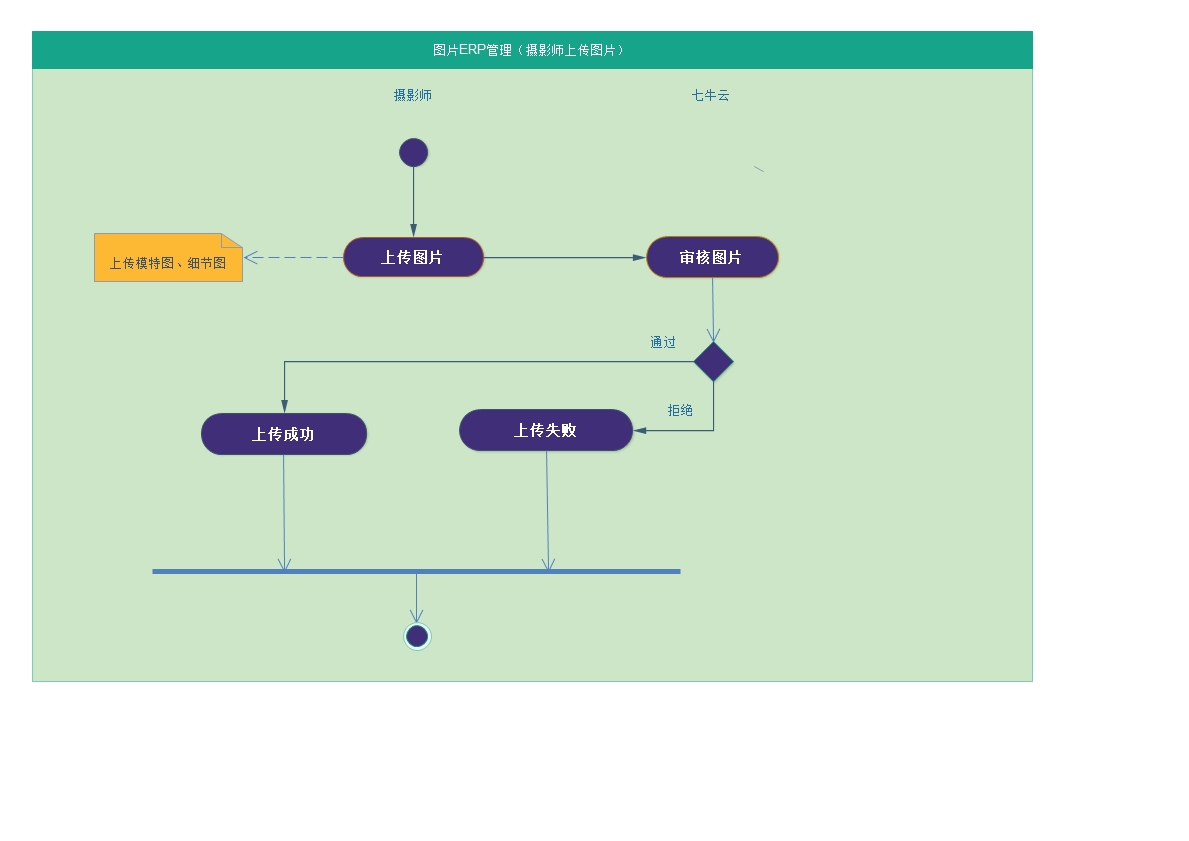 图片ERP管理（摄影师上传图片）
摄影师
七牛云
上传模特图、细节图
上传图片
审核图片
通过
拒绝
上传成功
上传失败